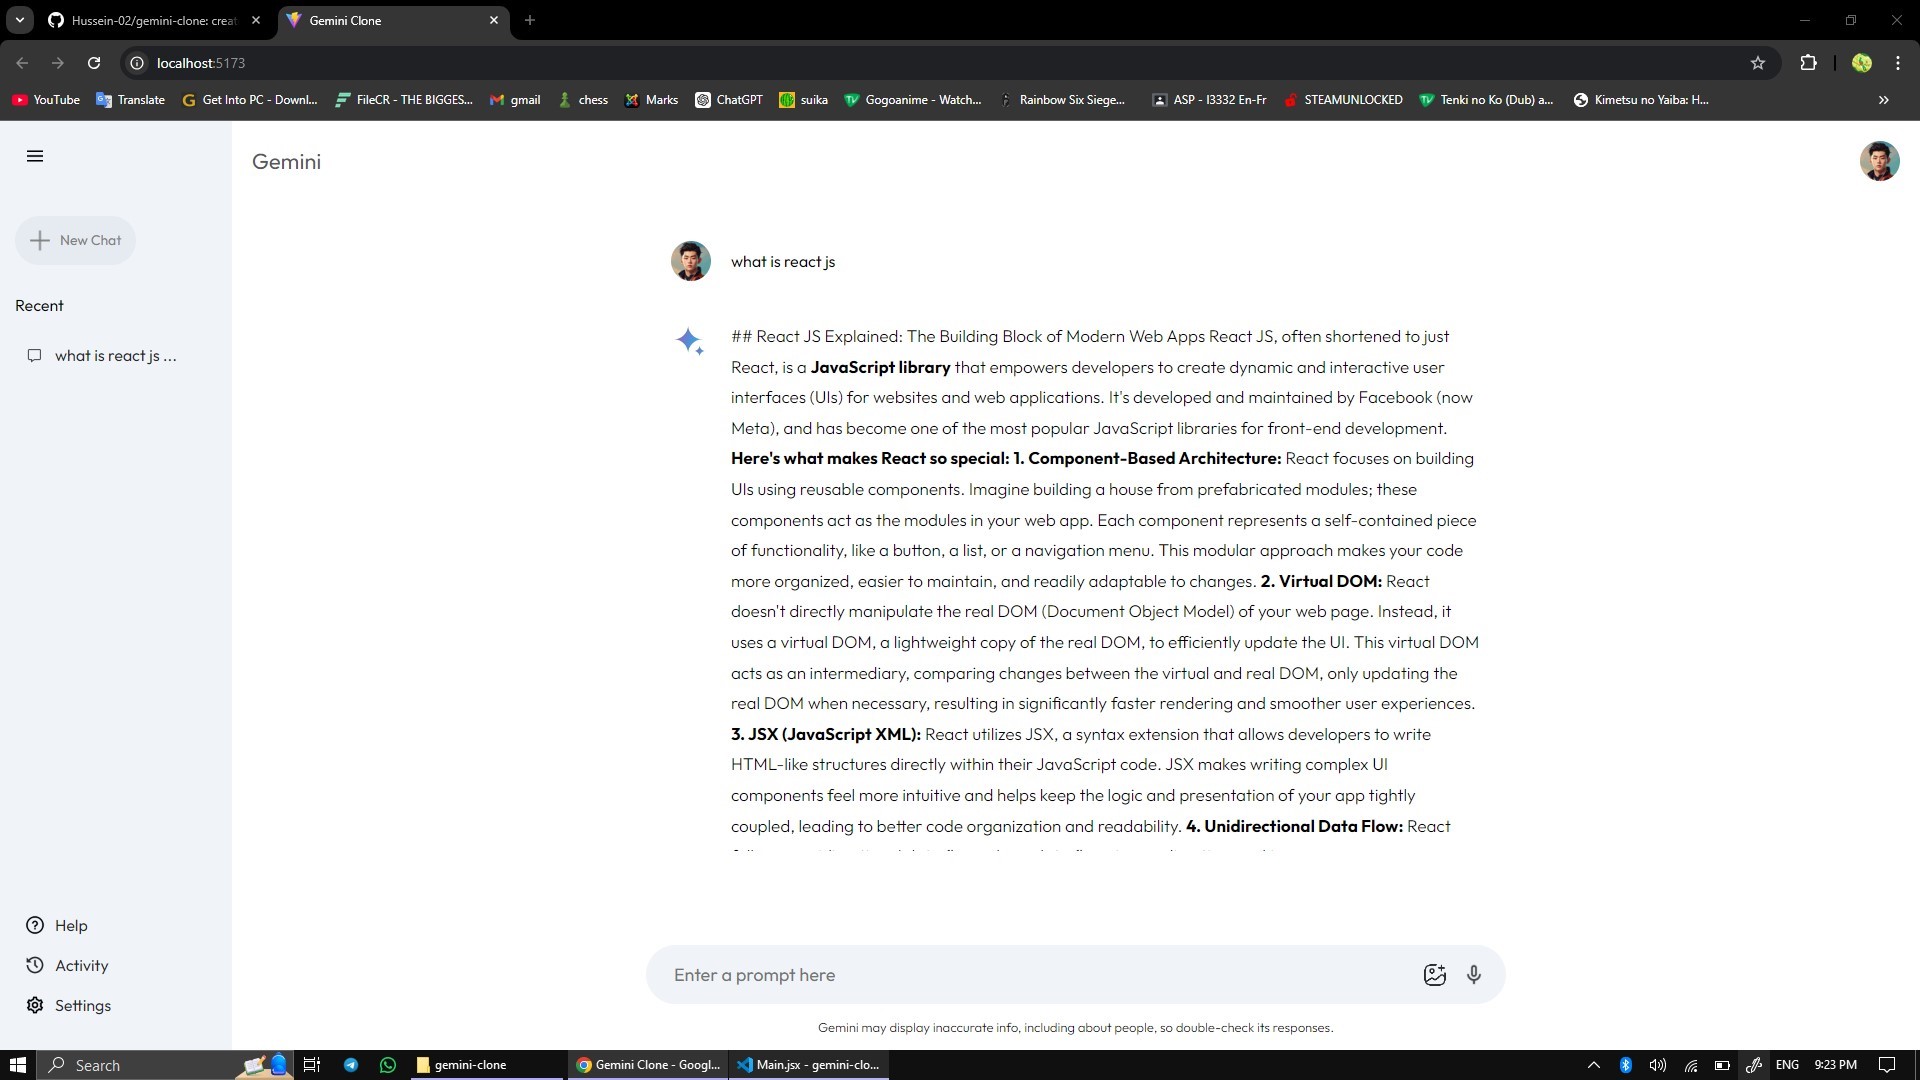 Hussein-02/gemini-clone: creat
Gemini Clone
localhost:5173
YouTube
Translate
Get Into PC - Downl...
FileCR - THE BIGGES...
gmail
chess
Marks
ChatGPT
suika
Gogoanime - Watch...
Rainbow Six Siege...
ASP - I3332 En-Fr
STEAMUNLOCKED
Tenki no Ko (Dub) a...
Kimetsu no Yaiba: H...
Gemini
New Chat
Recent
what is react js ...
Help
Activity
Settings
what is react js
## React JS Explained: The Building Block of Modern Web Apps React JS, often shortened to just
React, is a JavaScript library that empowers developers to create dynamic and interactive user
interfaces (UIs) for websites and web applications. It's developed and maintained by Facebook (now
Meta), and has become one of the most popular JavaScript libraries for front-end development.
Here's what makes React so special: 1. Component-Based Architecture: React focuses on building
UIs using reusable components. Imagine building a house from prefabricated modules; these
components act as the modules in your web app. Each component represents a self-contained piece
of functionality, like a button, a list, or a navigation menu. This modular approach makes your code
more organized, easier to maintain, and readily adaptable to changes. 2. Virtual DOM: React
doesn't directly manipulate the real DOM (Document Object Model) of your web page. Instead, it
uses a virtual DOM, a lightweight copy of the real DOM, to efficiently update the UI. This virtual DOM
acts as an intermediary, comparing changes between the virtual and real DOM, only updating the
real DOM when necessary, resulting in significantly faster rendering and smoother user experiences.
3. JSX (JavaScript XML): React utilizes JSX, a syntax extension that allows developers to write
HTML-like structures directly within their JavaScript code. JSX makes writing complex UI
components feel more intuitive and helps keep the logic and presentation of your app tightly
coupled, leading to better code organization and readability. 4. Unidirectional Data Flow: React
Enter a prompt here
Gemini may display inaccurate info, including about people, so double-check its responses.
Search
gemini-clone
Gemini Clone - Googl...
Main.jsx - gemini-clo...
ENG
9:23 PM